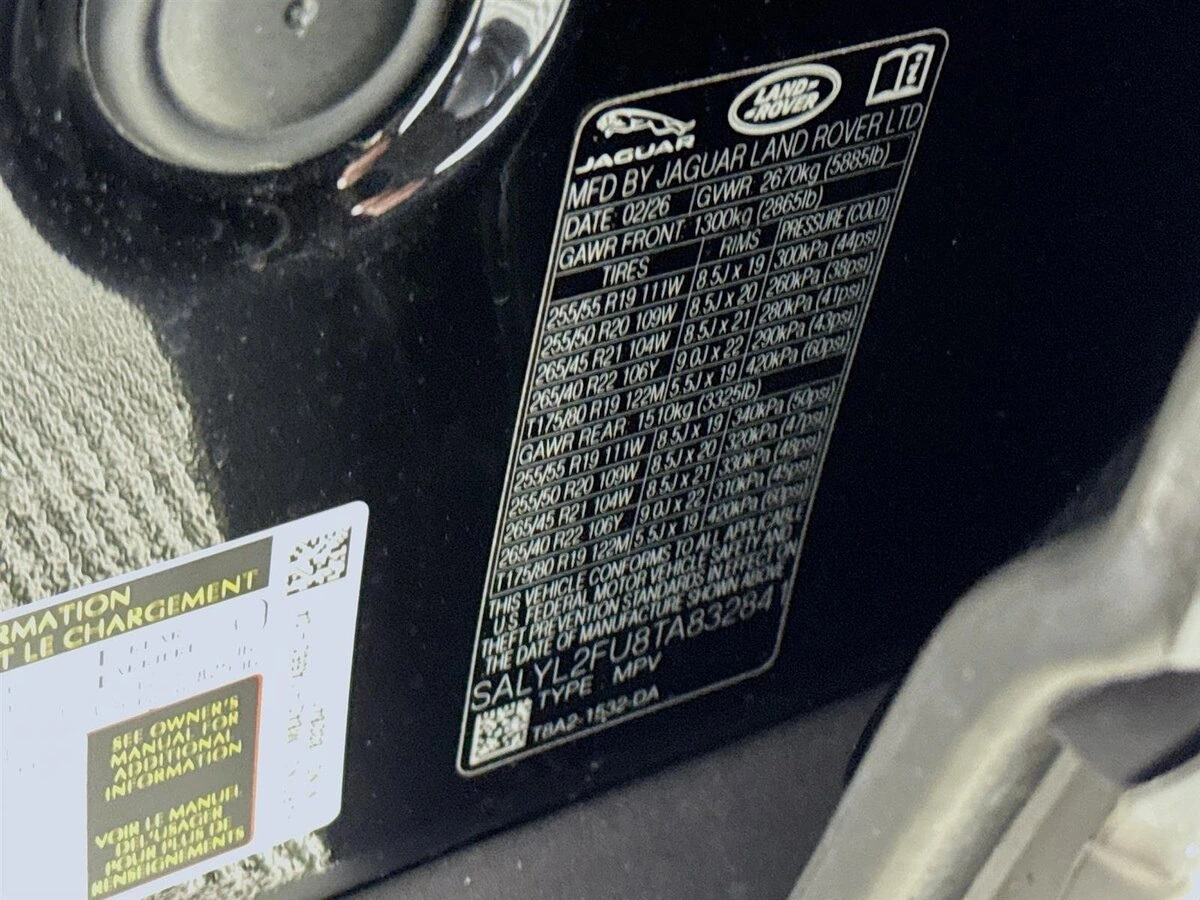 JAGUAR
LAND-
-ROVER
MFD BY JAGUAR LAND ROVER LTD
DATE: 02/26 GVWR 2670kg (5885lb)
GAWR FRONT 1300kg (2865lb)
TIRES RIMS PRESSURE (COLD)
255/55 R19 111W 8.5J x 19 300kPa (44psi)
255/50 R20 109W 8.5J x 20 260kPa (38psi)
265/45 R21 104W 8.5J x 21 280kPa (41psi)
265/40 R22 106Y 9.0J x 22 290kPa (43psi)
T175/80 R19 122M 5.5J x 19 420kPa (60psi)
GAWR REAR 1510kg (3325lb)
255/55 R19 111W 8.5J x 19 340kPa (50psi)
255/50 R20 109W 8.5J x 20 320kPa (47psi)
265/45 R21 104W 8.5J x 21 330kPa (48psi)
265/40 R22 106Y 9.0J x 22 310kPa (45psi)
T175/80 R19 122M 5.5J x 19 420kPa (60psi)
THIS VEHICLE CONFORMS TO ALL APPLICABLE
U.S. FEDERAL MOTOR VEHICLE SAFETY AND
THEFT PREVENTION STANDARDS IN EFFECT ON
THE DATE OF MANUFACTURE SHOWN ABOVE
SALYL2FU8TA83284
TYPE MPV
T8A2-1532-DA
RMATION
T LE CHARGEMENT
SEE OWNER'S
MANUAL FOR
ADDITIONAL
INFORMATION
VOIR LE MANUEL
DE L'USAGER
POUR PLUS DE
RENSEIGNEMENTS